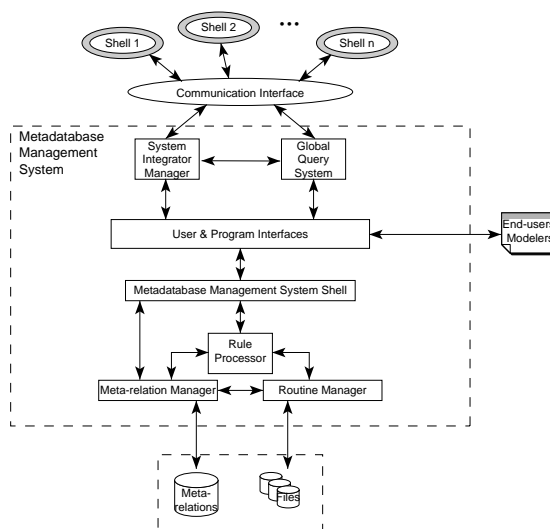 Shell 1
Shell 2
...
Shell n
Communication Interface
Metadatabase
Management
System
System
Integrator
Manager
Global
Query
System
User & Program Interfaces
End-users
Modelers
Metadatabase Management System Shell
Rule
Processor
Meta-relation Manager
Routine Manager
Meta-
relations
Files